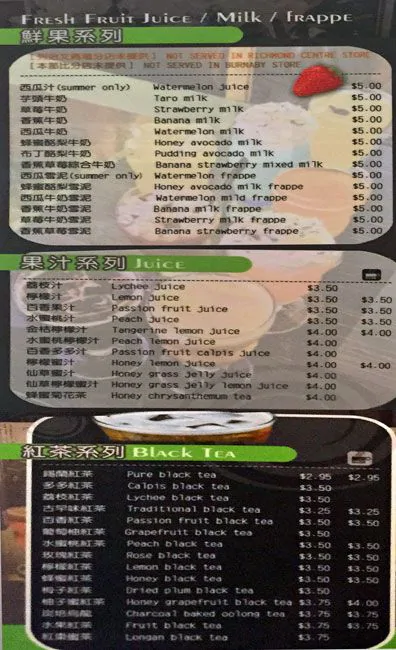 FRESH FRUIT JUICE / MILK / FRAPPE
鮮果系列
NOT SERVED IN RICHMOND CENTRE STORE
[本部比分店未提供] NOT SERVED IN BURNABY STORE
西瓜汁(summer only) Watermelon juice $5.00
芋頭牛奶 Taro milk $5.00
草莓牛奶 Strawberry milk $5.00
香蕉牛奶 Banana milk $5.00
西瓜牛奶 Watermelon milk $5.00
蜂蜜酪梨牛奶 Honey avocado milk $5.00
布丁酪梨牛奶 Pudding avocado milk $5.00
香蕉草莓綜合牛奶 Banana strawberry mixed milk $5.00
西瓜雪泥(summer only) Watermelon frappe $5.00
蜂蜜酪梨雪泥 Honey avocado milk frappe $5.00
西瓜牛奶雪泥 Watermelon mild frappe $5.00
香蕉牛奶雪泥 Banana milk frappe $5.00
草莓牛奶雪泥 Strawberry milk frappe $5.00
香蕉草莓雪泥 Banana strawberry frappe $5.00
果汁系列 JUICE
荔枝汁 Lychee juice $3.50
檸檬汁 Lemon juice $3.50 $3.50
百香果汁 Passion fruit juice $3.50 $3.50
水蜜桃汁 Peach juice $3.50 $3.50
金桔檸檬汁 Tangerine lemon juice $4.00 $4.00
水蜜桃檸檬汁 Peach lemon juice $4.00
百香多多汁 Passion fruit calpis juice $4.00
檸檬蜜汁 Honey lemon juice $4.00 $4.00
仙草蜜汁 Honey grass jelly juice $4.00
仙草檸檬蜜汁 Honey grass jelly lemon juice $4.00
蜂蜜菊花茶 Honey chrysanthemum tea $4.00
紅茶系列 BLACK TEA
錫蘭紅茶 Pure black tea $2.95 $2.95
多多紅茶 Calpis black tea $3.50
荔枝紅茶 Lychee black tea $3.50
古早味紅茶 Traditional black tea $3.25 $3.25
百香紅茶 Passion fruit black tea $3.50 $3.50
葡萄柚紅茶 Grapefruit black tea $3.50
水蜜桃紅茶 Peach black tea $3.50 $3.50
玫瑰紅茶 Rose black tea $3.50 $3.50
檸檬紅茶 Lemon black tea $3.50 $3.50
蜂蜜紅茶 Honey black tea $3.50 $3.50
梅子紅茶 Dried plum black tea $3.50
柚子蜜紅茶 Honey grapefruit black tea $3.75 $4.00
炭焙烏龍 Charcoal baked oolong tea $3.75 $3.75
水果紅茶 Fruit black tea $3.75 $3.75
紅棗蜜茶 Longan black tea $3.75